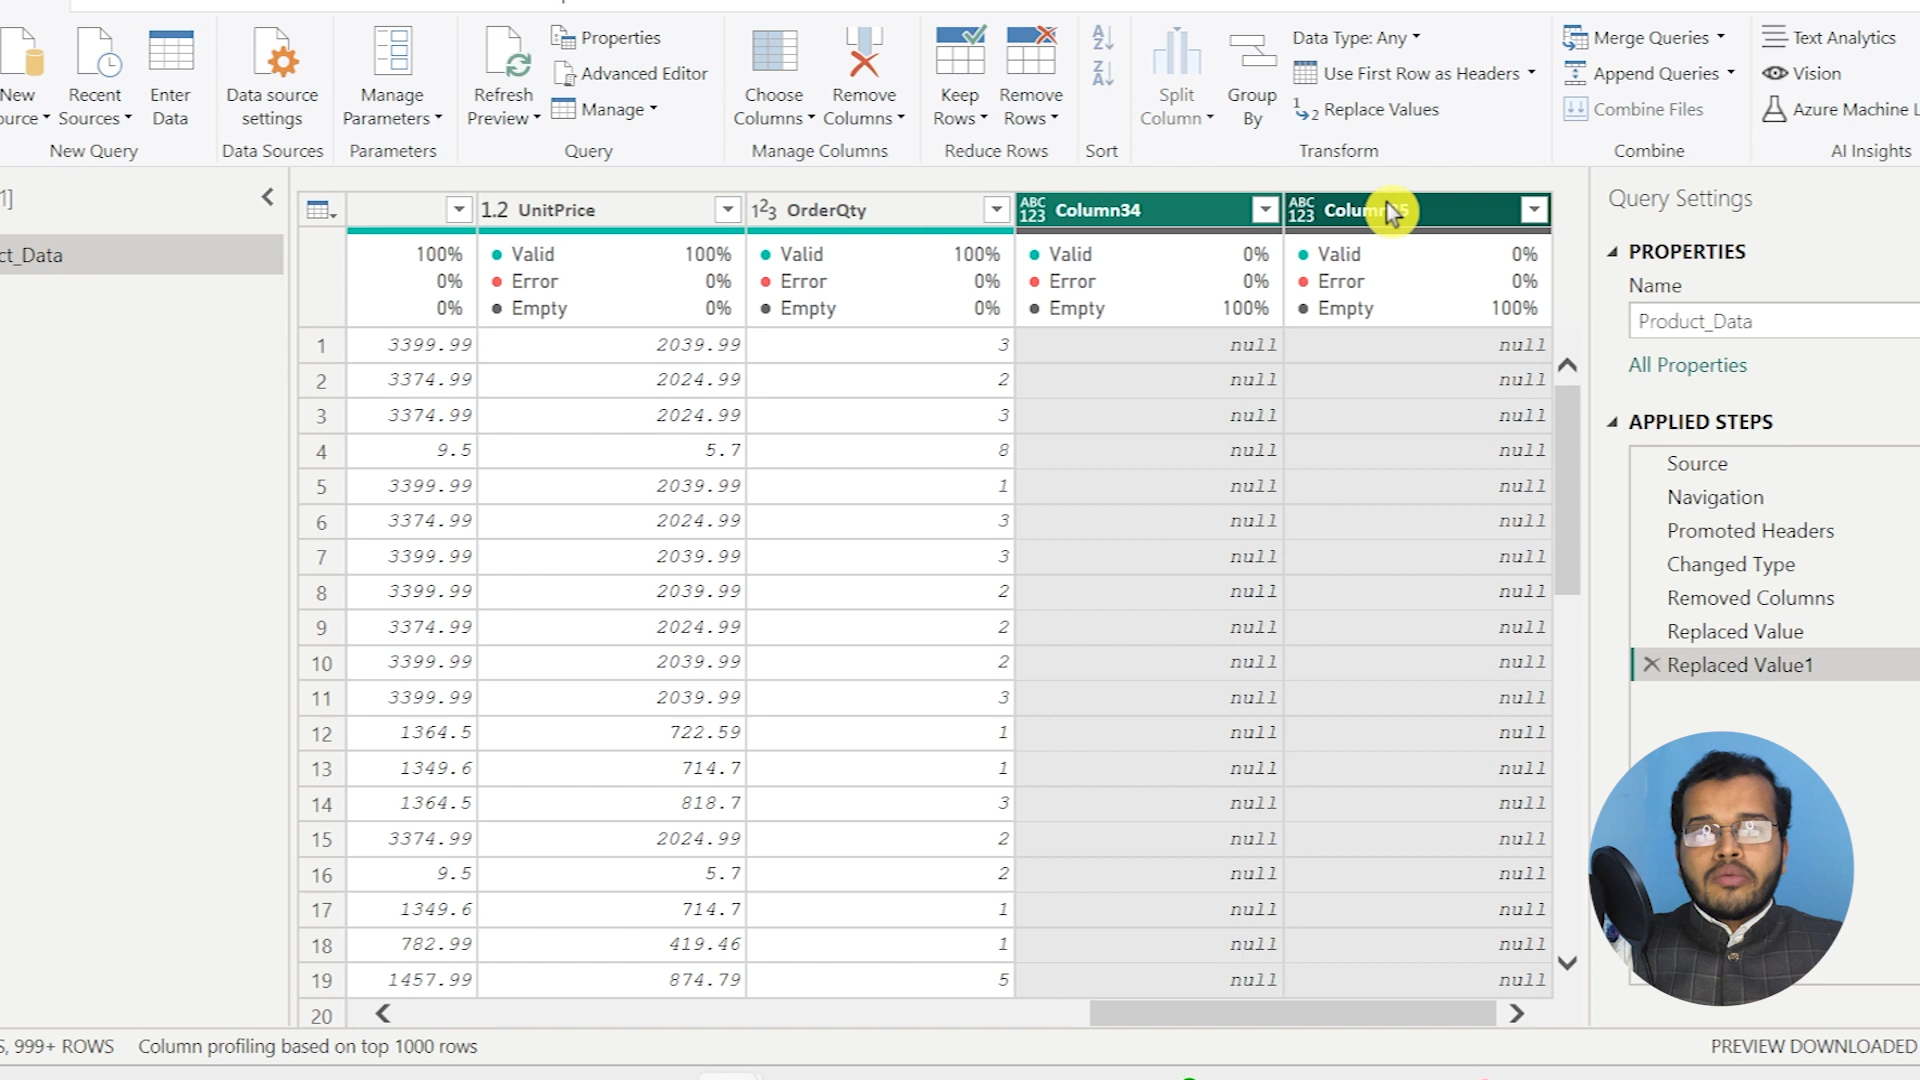 New
Source
Recent
Sources
Enter
Data
New Query
Data source
settings
Data Sources
Manage
Parameters
Parameters
Refresh
Preview
Properties
Advanced Editor
Manage
Query
Choose
Columns
Remove
Columns
Manage Columns
Keep
Rows
Remove
Rows
Reduce Rows
Sort
Split
Column
Group
By
Data Type: Any
Use First Row as Headers
Replace Values
Transform
Merge Queries
Append Queries
Combine Files
Combine
Text Analytics
Vision
Azure Machine L
AI Insights
1]
ct_Data
1.2 UnitPrice
123 OrderQty
ABC 123 Column34
ABC 123
100% Valid 100% Valid 100% Valid 0% Valid 0%
0% Error 0% Error 0% Error 0% Error 0%
0% Empty 0% Empty 0% Empty 100% Empty 100%
1 3399.99 2039.99 3 null null
2 3374.99 2024.99 2 null null
3 3374.99 2024.99 3 null null
4 9.5 5.7 8 null null
5 3399.99 2039.99 1 null null
6 3374.99 2024.99 3 null null
7 3399.99 2039.99 3 null null
8 3399.99 2039.99 2 null null
9 3374.99 2024.99 2 null null
10 3399.99 2039.99 2 null null
11 3399.99 2039.99 3 null null
12 1364.5 722.59 1 null null
13 1349.6 714.7 1 null null
14 1364.5 818.7 3 null null
15 3374.99 2024.99 2 null null
16 9.5 5.7 2 null null
17 1349.6 714.7 1 null null
18 782.99 419.46 1 null null
19 1457.99 874.79 5 null null
20
Query Settings
PROPERTIES
Name
Product_Data
All Properties
APPLIED STEPS
Source
Navigation
Promoted Headers
Changed Type
Removed Columns
Replaced Value
Replaced Value1
S, 999+ ROWS Column profiling based on top 1000 rows
PREVIEW DOWNLOADED